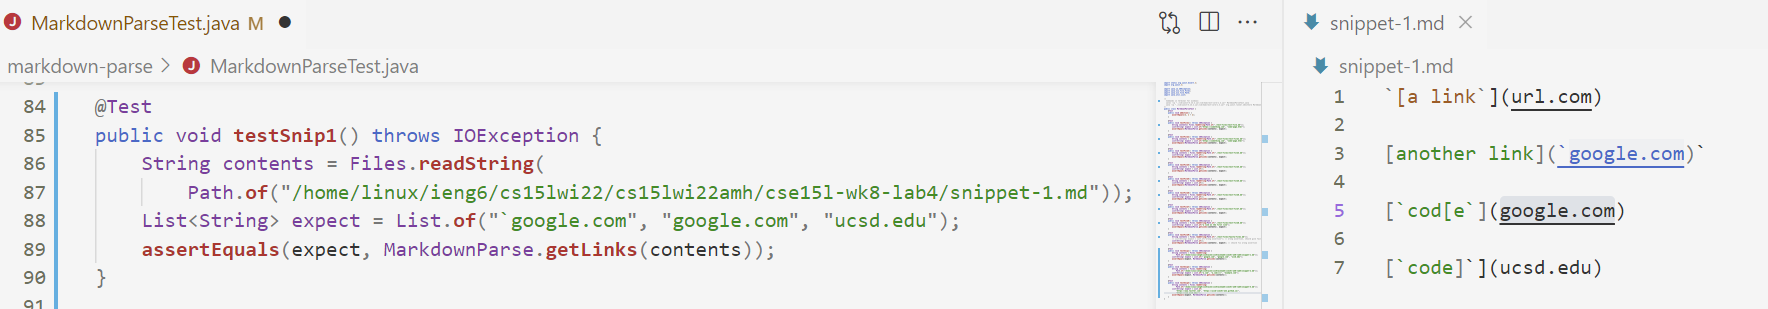 MarkdownParseTest.java M
markdown-parse > MarkdownParseTest.java
84 @Test
85 public void testSnip1() throws IOException {
86 String contents = Files.readString(
87 Path.of("/home/linux/ieng6/cs15lwi22/cs15lwi22amh/cse15l-wk8-lab4/snippet-1.md"));
88 List<String> expect = List.of("`google.com", "google.com", "ucsd.edu");
89 assertEquals(expect, MarkdownParse.getLinks(contents));
90 }
91
snippet-1.md
snippet-1.md
1 `[a link`](url.com)
2
3 [another link](`google.com)`
4
5 [`cod[e`](google.com)
6
7 [`code]`](ucsd.edu)